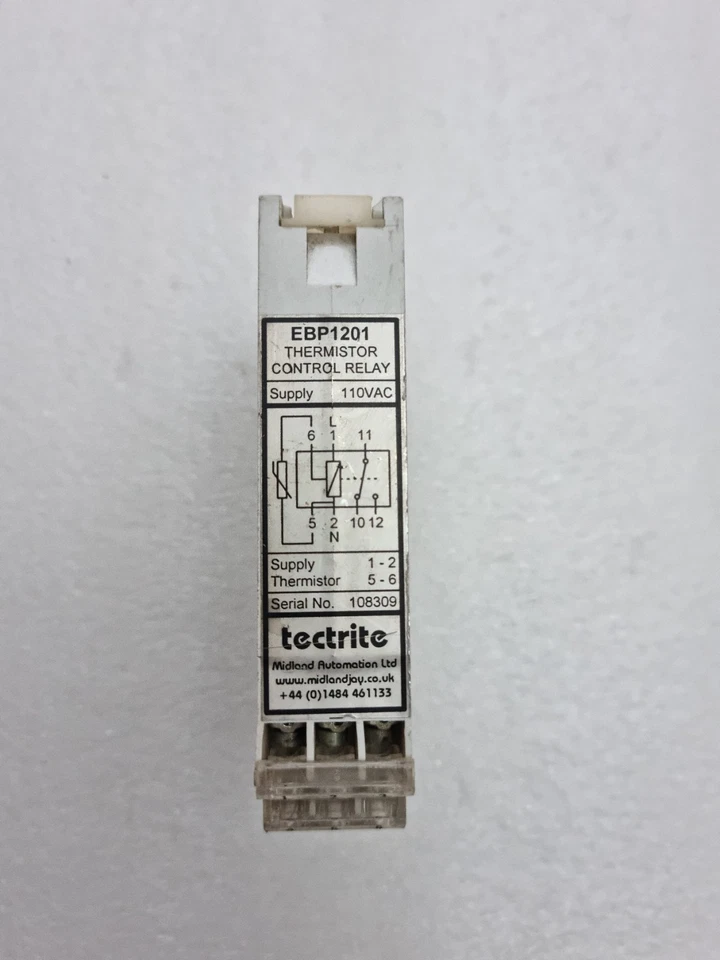 EBP1201
THERMISTOR
CONTROL RELAY
Supply 110VAC
L
6 1 11
5 2 10 12
N
Supply 1 - 2
Thermistor 5 - 6
Serial No. 108309
tectrite
Midland Automation Ltd
www.midlandjay.co.uk
+44 (0)1484 461133